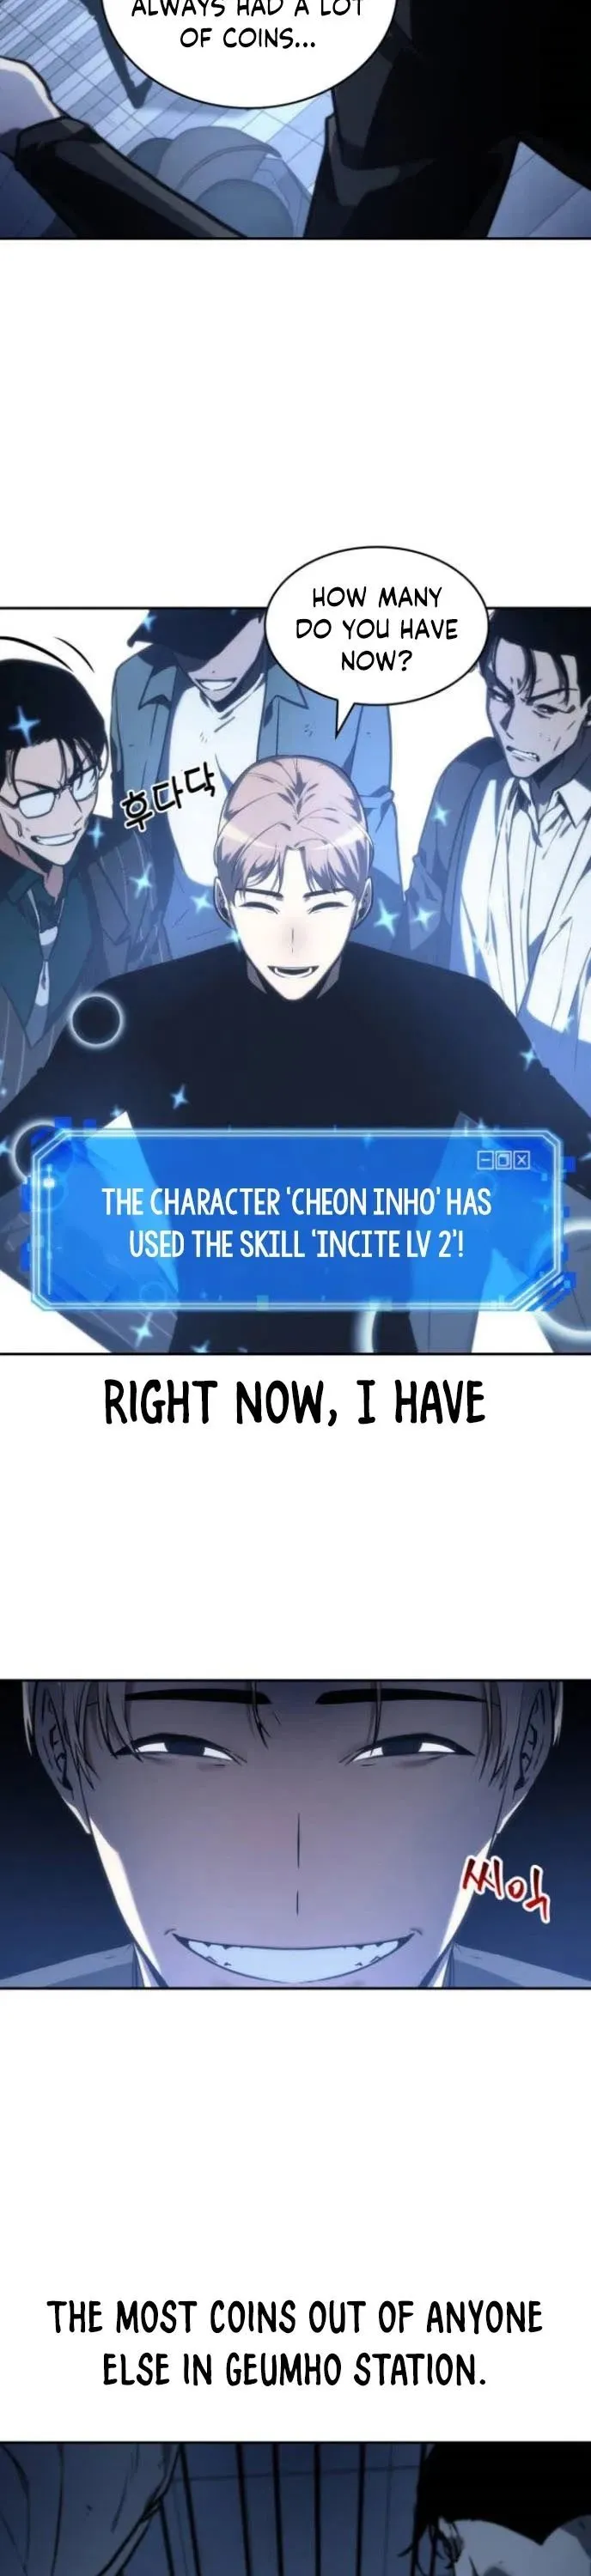 ALWAYS HAD A LOT
OF COINS...
HOW MANY
DO YOU HAVE
NOW?
후다닥
THE CHARACTER 'CHEON INHO' HAS
USED THE SKILL 'INCITE LV 2'!
RIGHT NOW, I HAVE
씨익
THE MOST COINS OUT OF ANYONE
ELSE IN GEUMHO STATION.